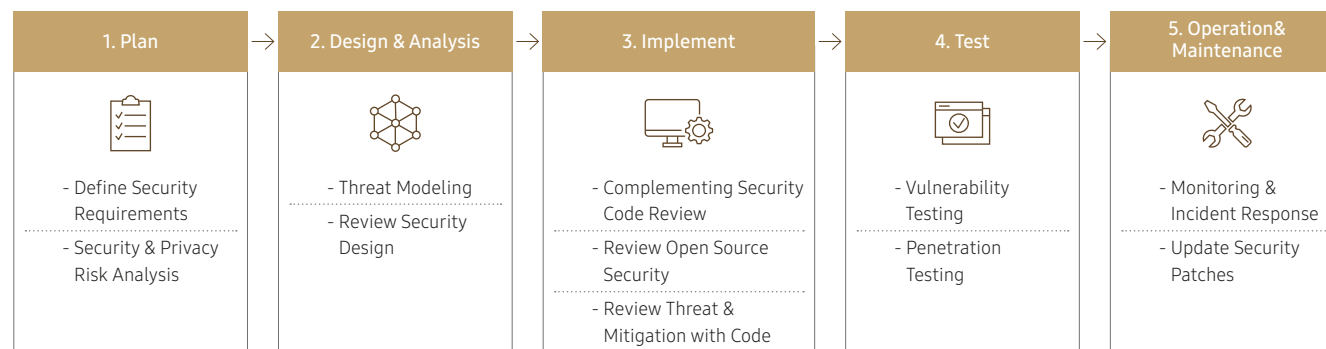 1. Plan
- Define Security
Requirements
- Security & Privacy
Risk Analysis
2. Design & Analysis
- Threat Modeling
- Review Security
Design
3. Implement
- Complementing Security
Code Review
- Review Open Source
Security
- Review Threat &
Mitigation with Code
4. Test
- Vulnerability
Testing
- Penetration
Testing
5. Operation&
Maintenance
- Monitoring &
Incident Response
- Update Security
Patches